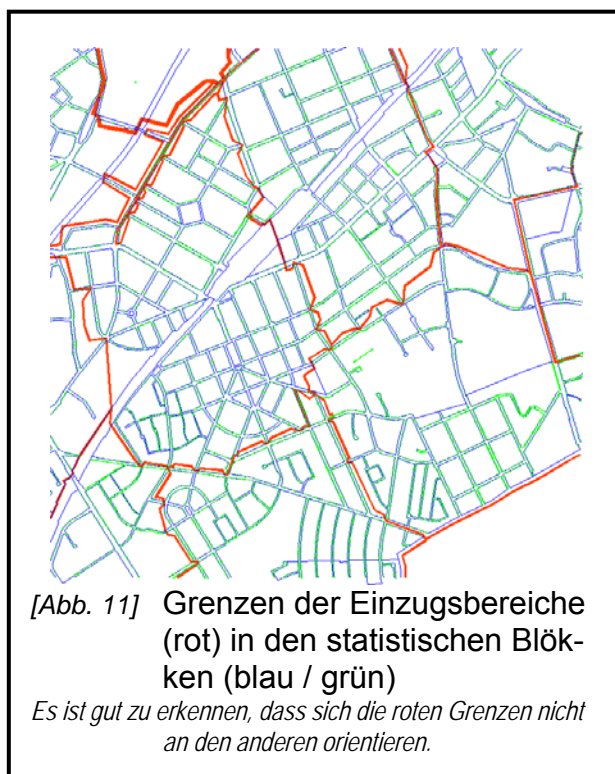 [Abb. 11] Grenzen der Einzugsbereiche
(rot) in den statistischen Blök-
ken (blau / grün)
Es ist gut zu erkennen, dass sich die roten Grenzen nicht
an den anderen orientieren.